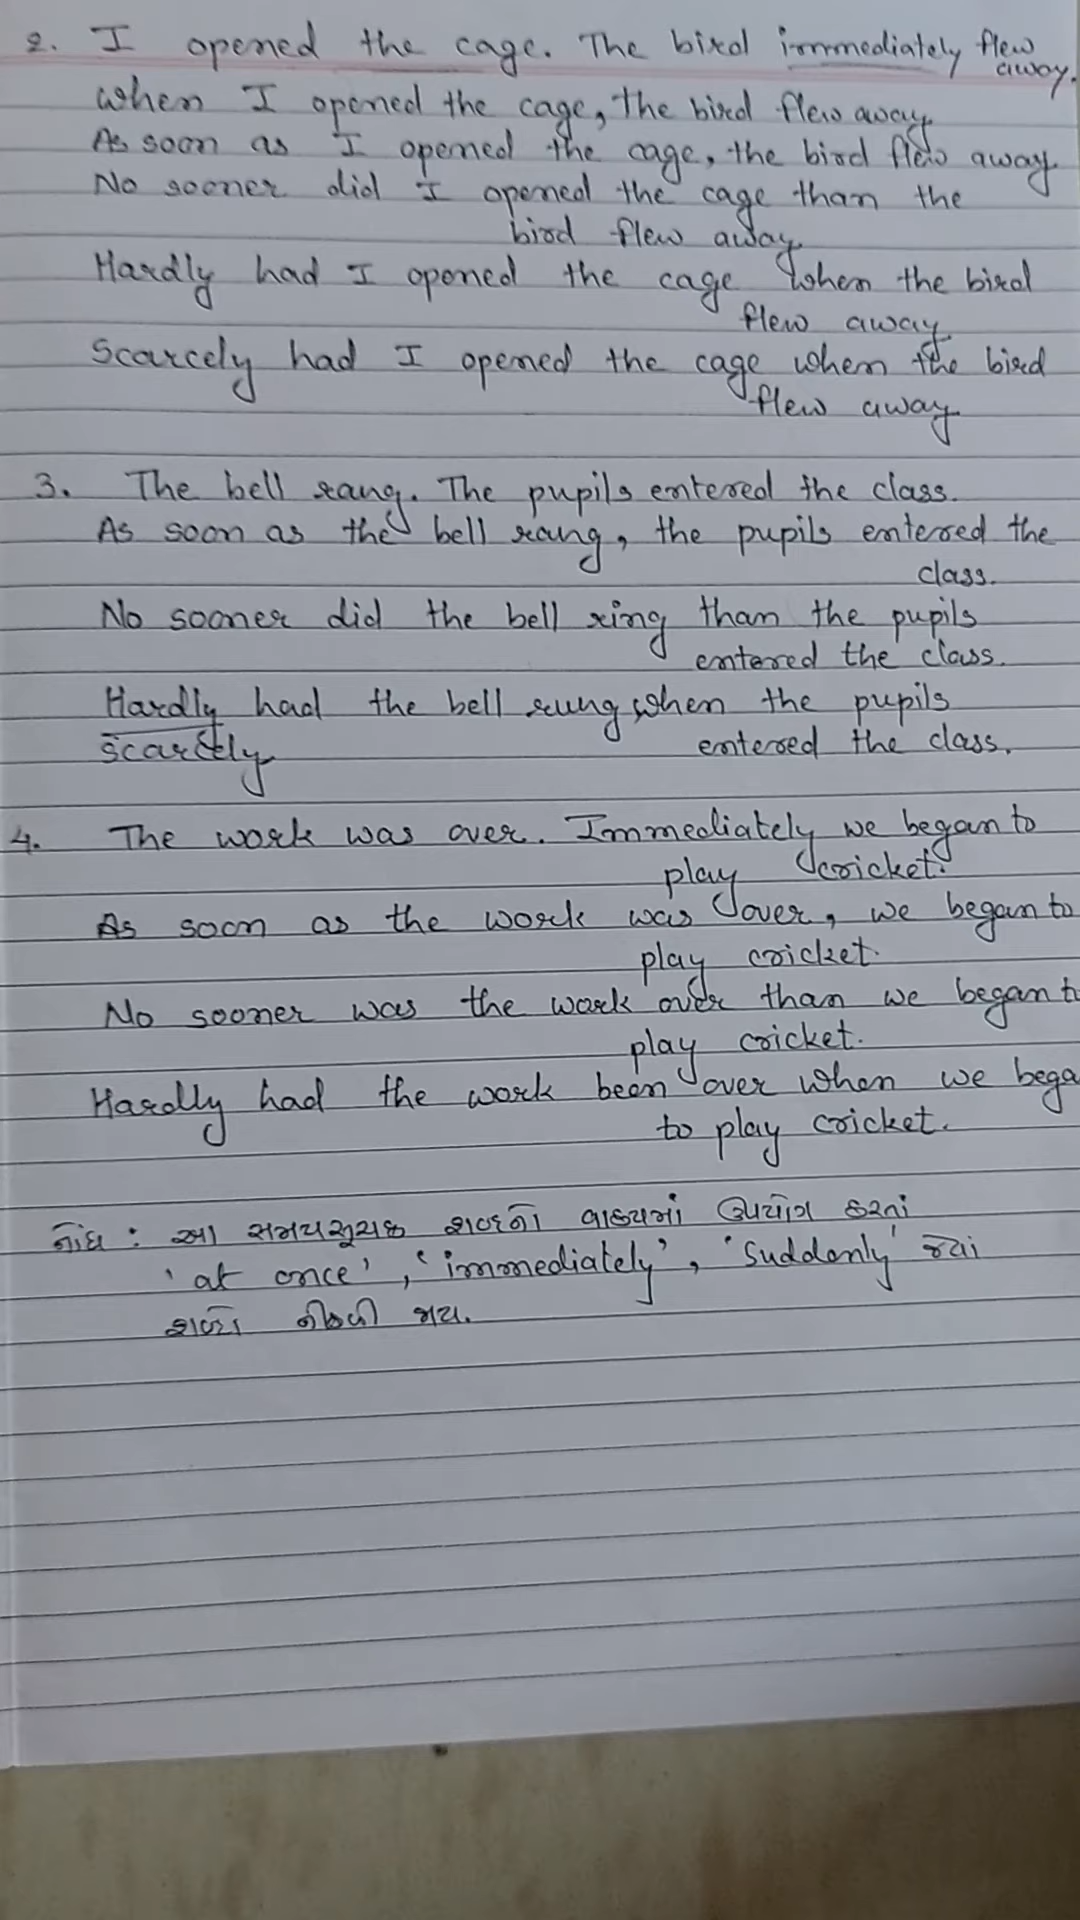 2. I opened the cage. The bird immediately flew
away.
when I opened the cage, the bird flew away
As soon as I opened the cage, the bird flew away.
No sooner did I opened the cage than the
bird flew away.
Hardly had I opened the cage when the bird
flew away.
Scarcely had I opened the cage when the bird
flew away
3. The bell rang. The pupils entered the class.
As soon as the bell rang, the pupils entered the
class.
No sooner did the bell ring than the pupils
entered the class.
Hardly had the bell rung when the pupils
Scarcely entered the class.
4. The work was over. Immediately we began to
play cricket.
As soon as the work was over, we began to
play cricket.
No sooner was the work over than we began t
play cricket.
Hardly had the work been over when we bega
to play cricket.
નોંધ : આ સમયસૂચક શબ્દનો વાક્યમાં ઉપયોગ કરતાં
'at once', 'immediately', 'suddenly' જેવાં
શબ્દો નીકળી જાય.